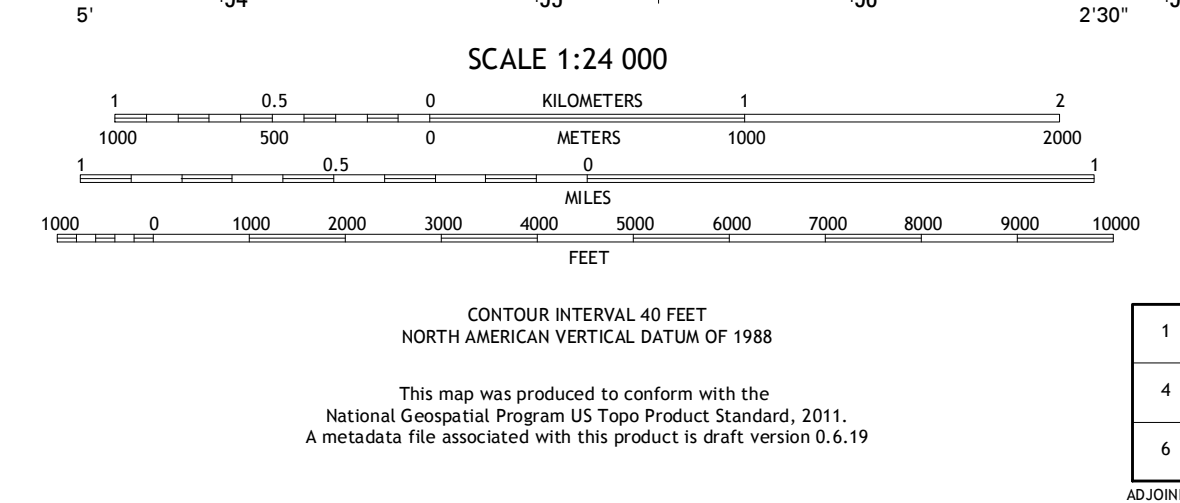 5' 2'30"
SCALE 1:24 000
1 0.5 0 KILOMETERS 1 2
1000 500 0 METERS 1000 2000
1 0.5 0 1
MILES
1000 0 1000 2000 3000 4000 5000 6000 7000 8000 9000 10000
FEET
CONTOUR INTERVAL 40 FEET
NORTH AMERICAN VERTICAL DATUM OF 1988
This map was produced to conform with the
National Geospatial Program US Topo Product Standard, 2011.
A metadata file associated with this product is draft version 0.6.19
1
4
6